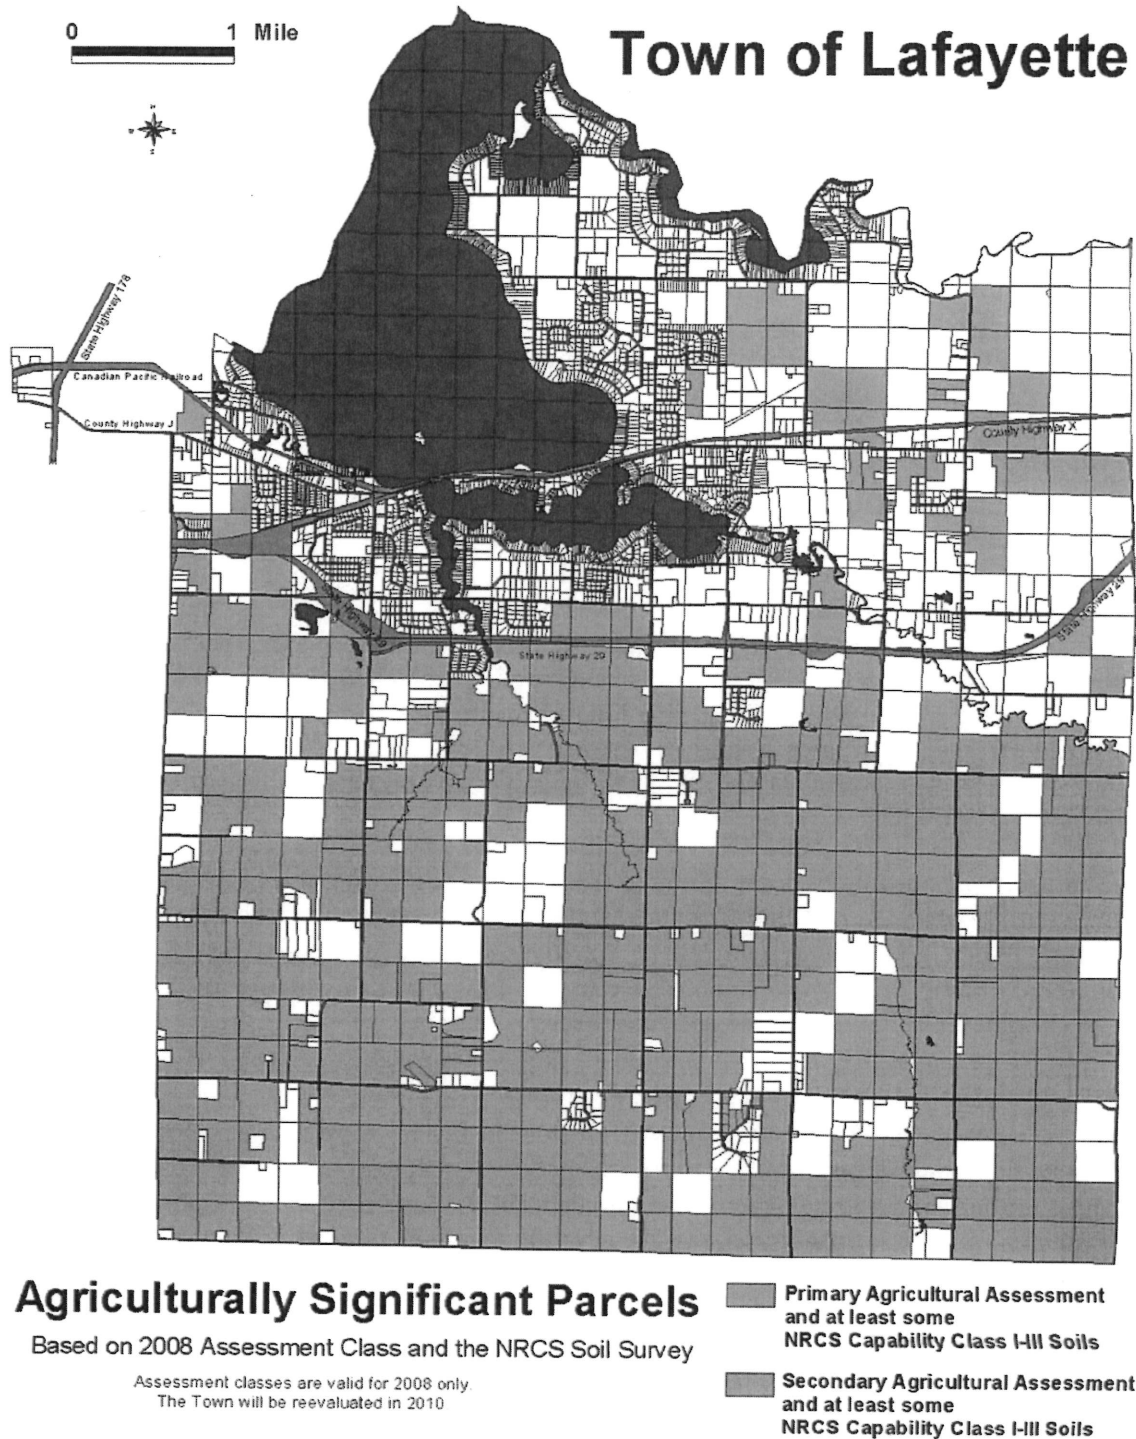 0 1 Mile
Town of Lafayette
N
W E
S
State Highway 178
Canadian Pacific Railroad
County Highway J
County Highway X
State Highway 29
State Highway 29
Agriculturally Significant Parcels
Based on 2008 Assessment Class and the NRCS Soil Survey
Assessment classes are valid for 2008 only.
The Town will be reevaluated in 2010
Primary Agricultural Assessment
and at least some
NRCS Capability Class I-III Soils
Secondary Agricultural Assessment
and at least some
NRCS Capability Class I-III Soils